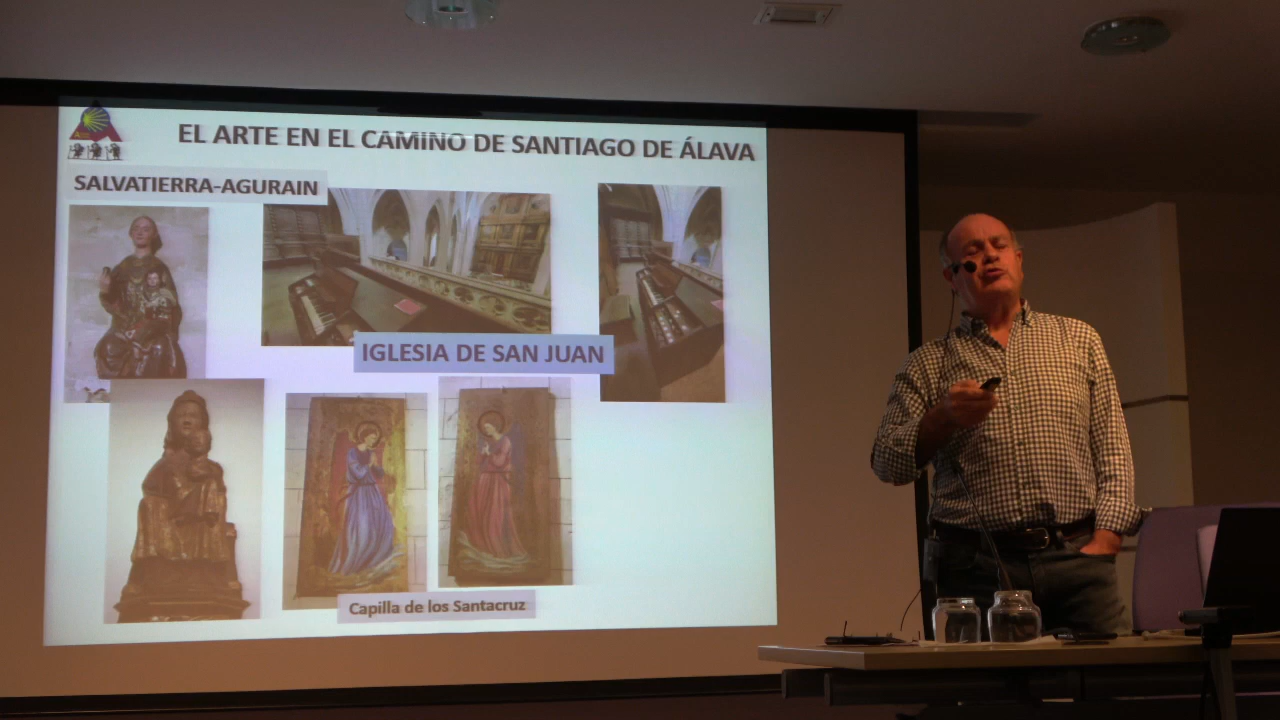 EL ARTE EN EL CAMINO DE SANTIAGO DE ÁLAVA
SALVATIERRA-AGURAIN
IGLESIA DE SAN JUAN
Capilla de los Santacruz